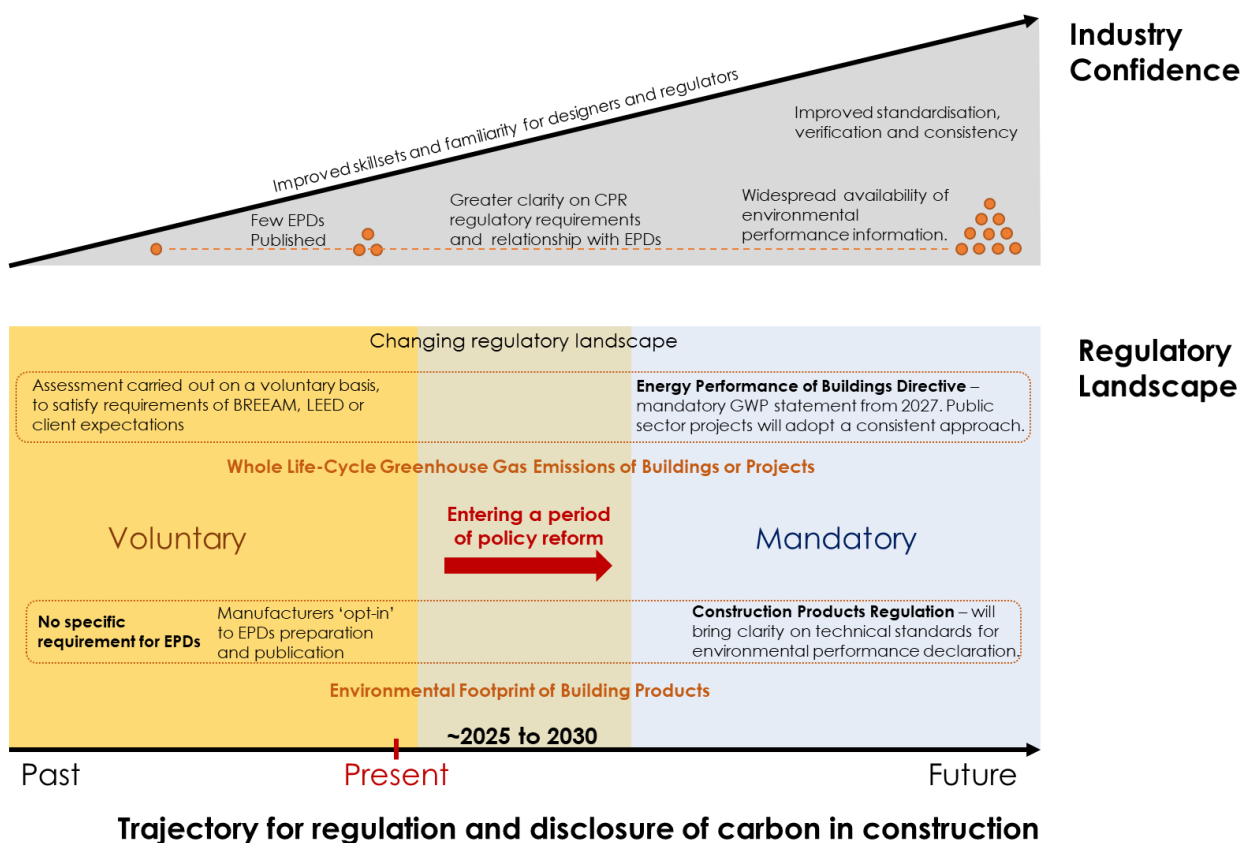 Industry
Confidence
Improved skillsets and familiarity for designers and regulators
Improved standardisation,
verification and consistency
Few EPDs
Published
Greater clarity on CPR
regulatory requirements
and relationship with EPDs
Widespread availability of
environmental
performance information.
Changing regulatory landscape
Regulatory
Landscape
Assessment carried out on a voluntary basis,
to satisfy requirements of BREEAM, LEED or
client expectations
Energy Performance of Buildings Directive –
mandatory GWP statement from 2027. Public
sector projects will adopt a consistent approach.
Whole Life-Cycle Greenhouse Gas Emissions of Buildings or Projects
Voluntary
Entering a period
of policy reform
Mandatory
No specific
requirement for EPDs
Manufacturers ‘opt-in’
to EPDs preparation
and publication
Construction Products Regulation – will
bring clarity on technical standards for
environmental performance declaration.
Environmental Footprint of Building Products
~2025 to 2030
Past
Present
Future
Trajectory for regulation and disclosure of carbon in construction